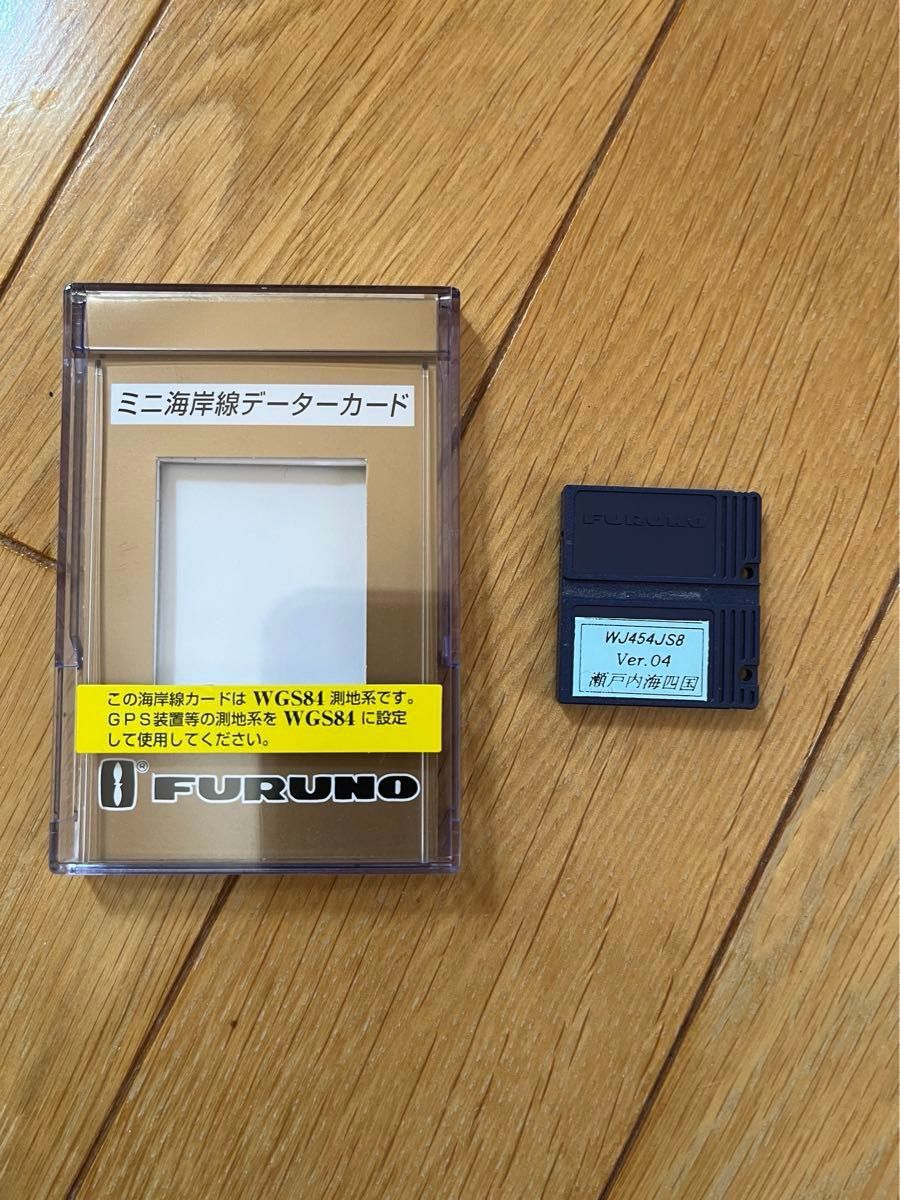 ミニ海岸線データーカード
この海岸線カードは WGS84 測地系です。
GPS装置等の測地系を WGS84 に設定
して使用してください。
® FURUNO
FURUNO
WJ454JS8
Ver.04
瀬戸内海四国